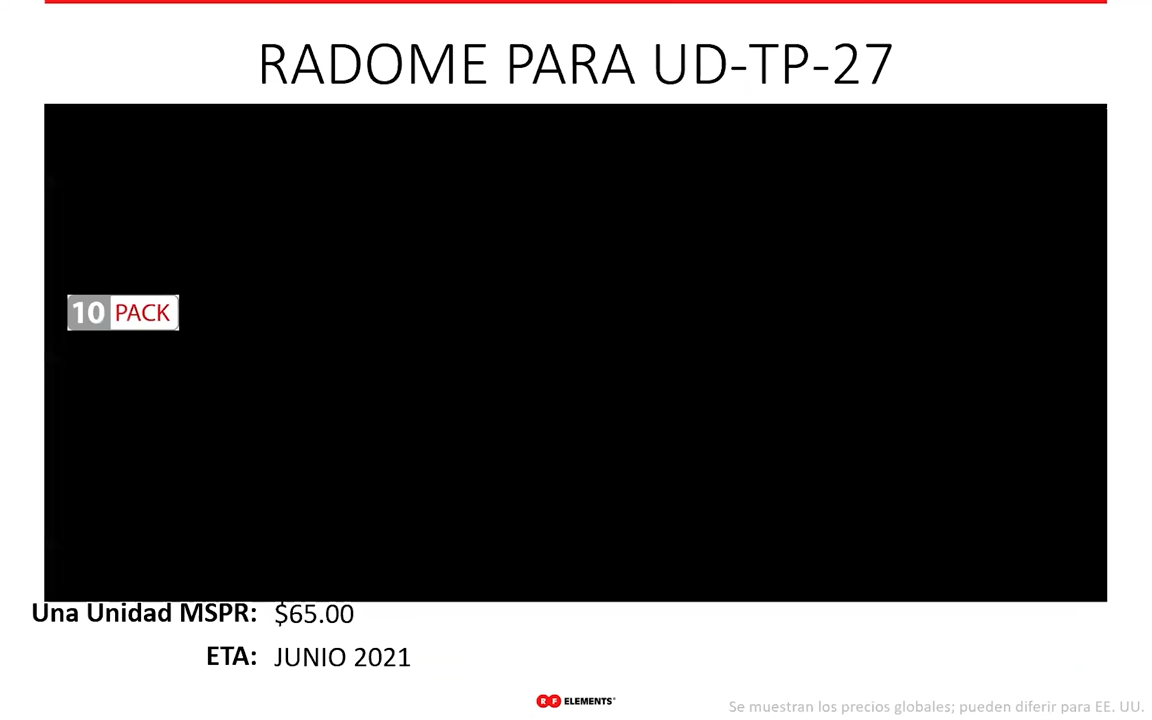 RADOME PARA UD-TP-27
10 PACK
Una Unidad MSPR: $65.00
ETA: JUNIO 2021
RF ELEMENTS
Se muestran los precios globales; pueden diferir para EE. UU.